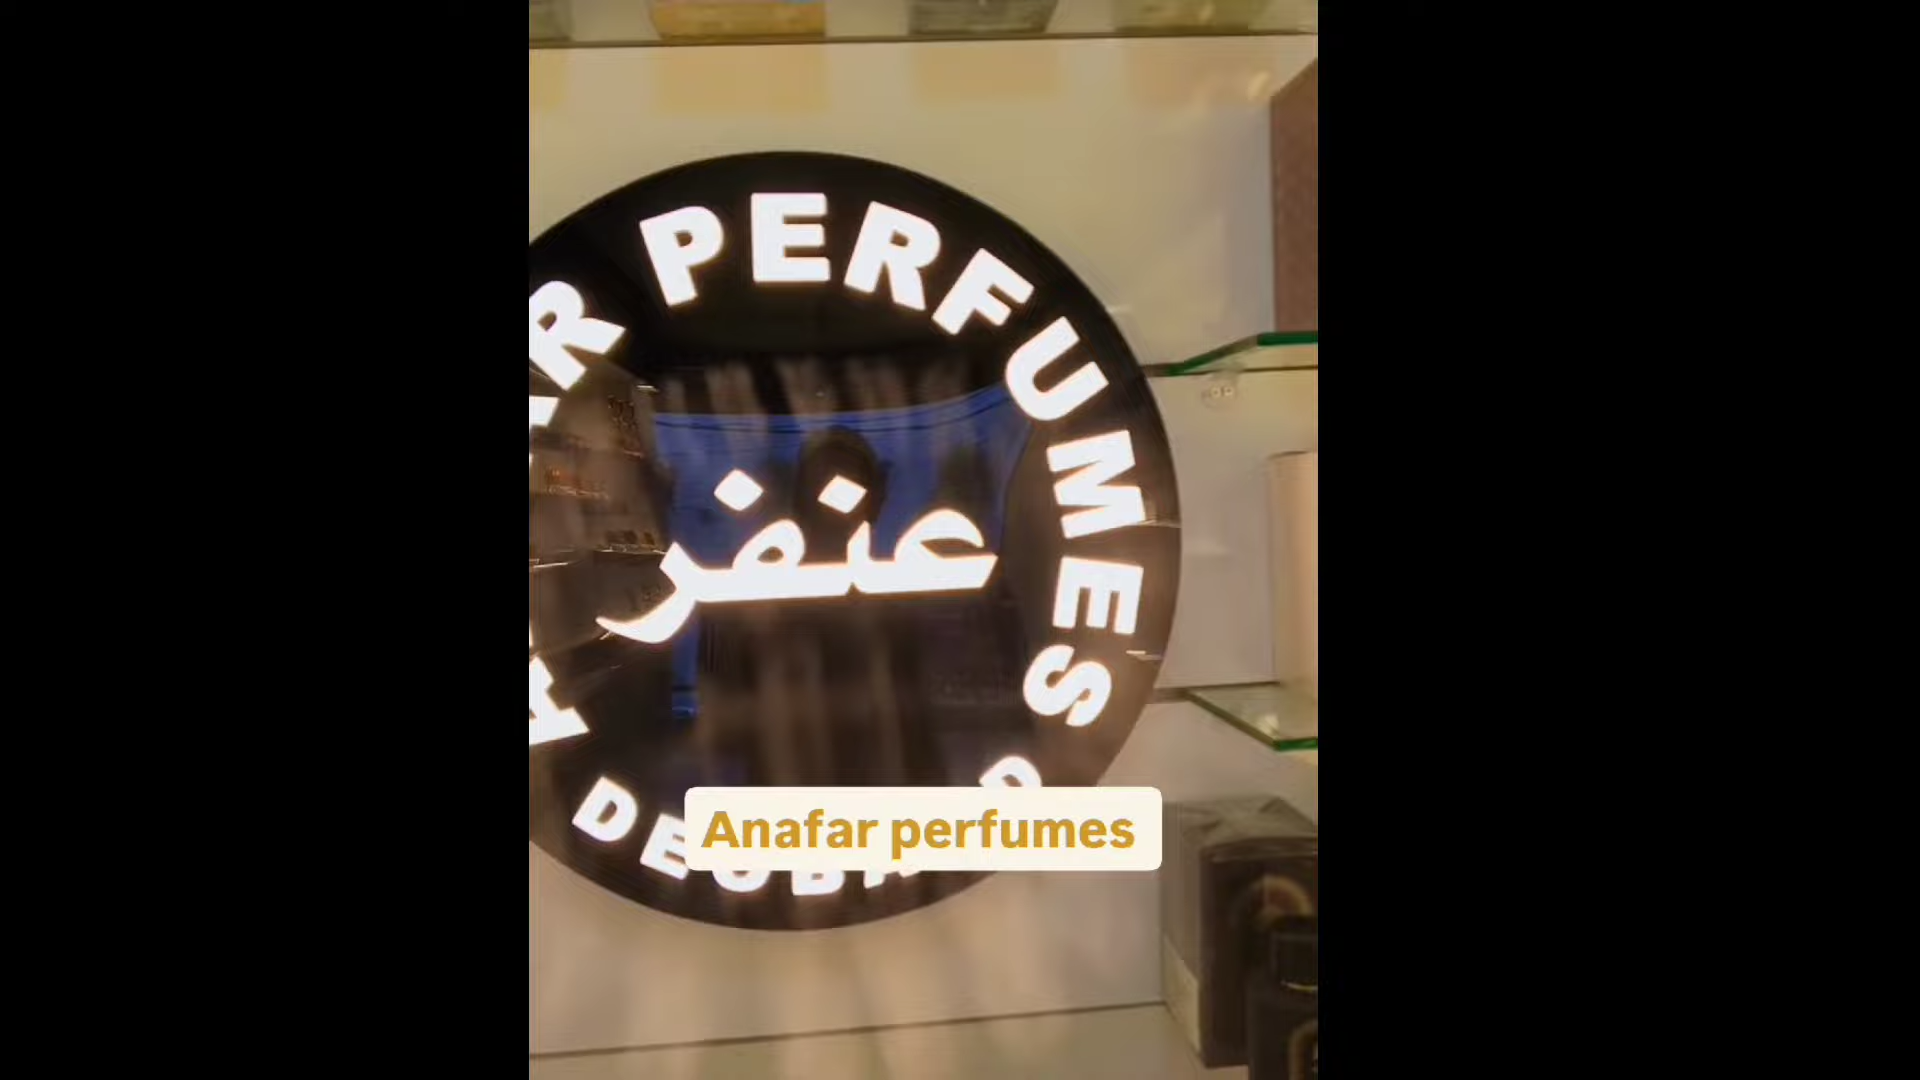 PERFUMES
عنفر
Anafar perfumes